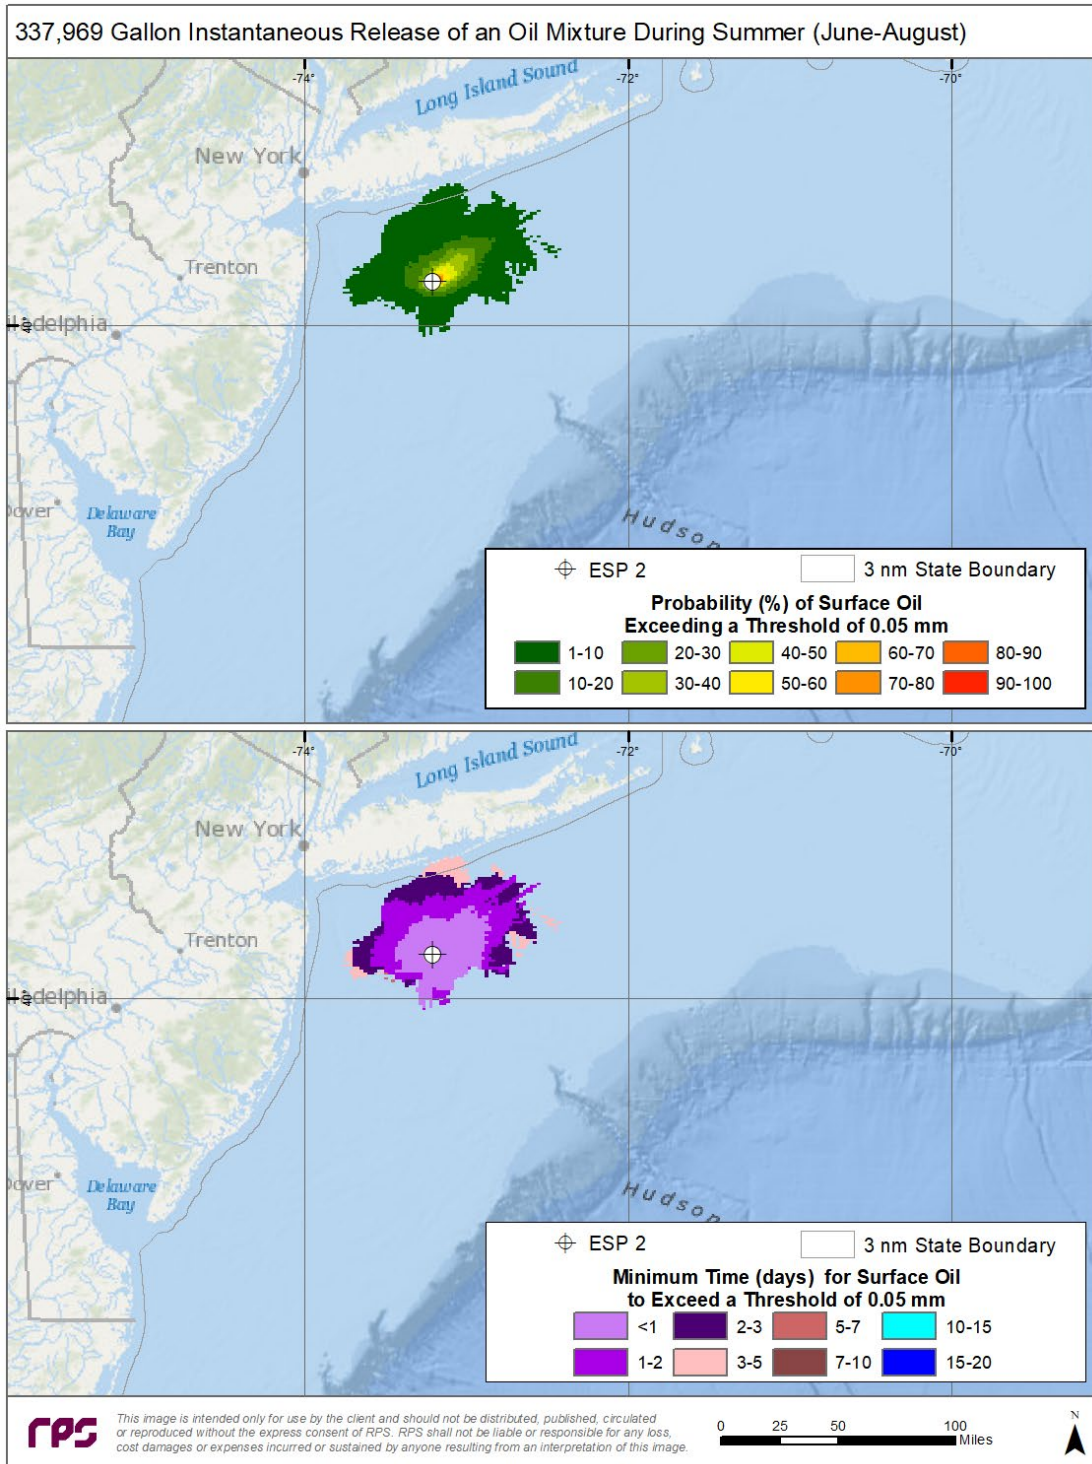 337,969 Gallon Instantaneous Release of an Oil Mixture During Summer (June-August)
-74°
-72°
-70°
Long Island Sound
New York
Trenton
iladelphia
40°
Dover
Delaware
Bay
Hudson
ESP 2
3 nm State Boundary
Probability (%) of Surface Oil
Exceeding a Threshold of 0.05 mm
1-10
20-30
40-50
60-70
80-90
10-20
30-40
50-60
70-80
90-100
-74°
-72°
-70°
Long Island Sound
New York
Trenton
iladelphia
40°
Dover
Delaware
Bay
Hudson
ESP 2
3 nm State Boundary
Minimum Time (days) for Surface Oil
to Exceed a Threshold of 0.05 mm
<1
2-3
5-7
10-15
1-2
3-5
7-10
15-20
rps
This image is intended only for use by the client and should not be distributed, published, circulated
or reproduced without the express consent of RPS. RPS shall not be liable or responsible for any loss,
cost damages or expenses incurred or sustained by anyone resulting from an interpretation of this image.
0 25 50 100
Miles
N